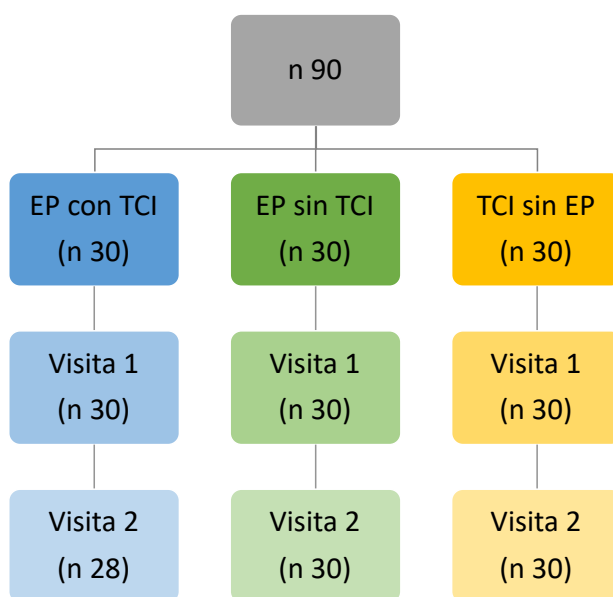 n 90
EP con TCI
(n 30)
EP sin TCI
(n 30)
TCI sin EP
(n 30)
Visita 1
(n 30)
Visita 1
(n 30)
Visita 1
(n 30)
Visita 2
(n 28)
Visita 2
(n 30)
Visita 2
(n 30)